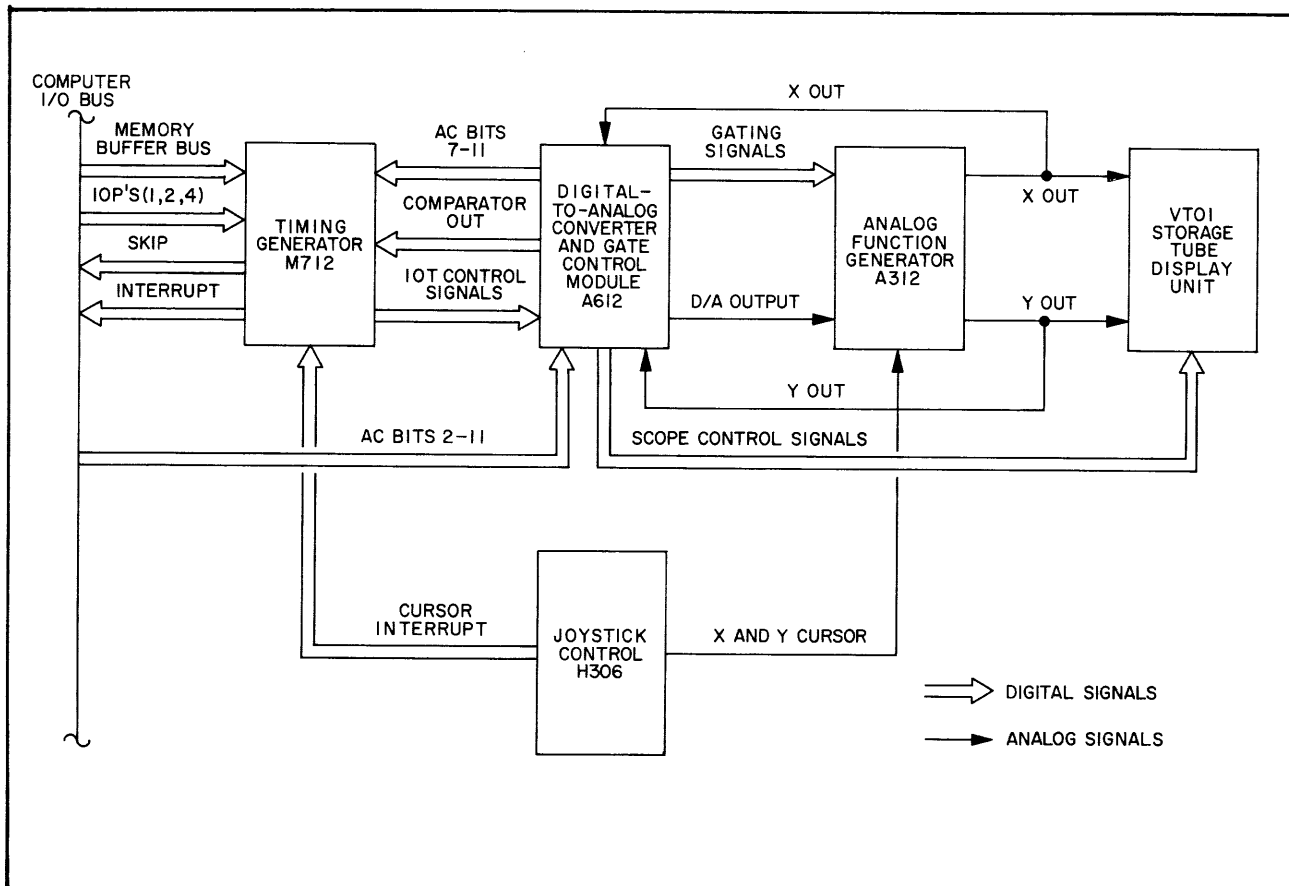 COMPUTER
I/O BUS
MEMORY
BUFFER BUS
IOP'S (1,2,4)
SKIP
INTERRUPT
TIMING
GENERATOR
M712
AC BITS
7-11
COMPARATOR
OUT
IOT CONTROL
SIGNALS
DIGITAL-
TO-ANALOG
CONVERTER
AND GATE
CONTROL
MODULE
A612
X OUT
GATING
SIGNALS
D/A OUTPUT
Y OUT
ANALOG
FUNCTION
GENERATOR
A312
X OUT
Y OUT
VT01
STORAGE
TUBE
DISPLAY
UNIT
AC BITS 2-11
SCOPE CONTROL SIGNALS
CURSOR
INTERRUPT
JOYSTICK
CONTROL
H306
X AND Y CURSOR
DIGITAL SIGNALS
ANALOG SIGNALS